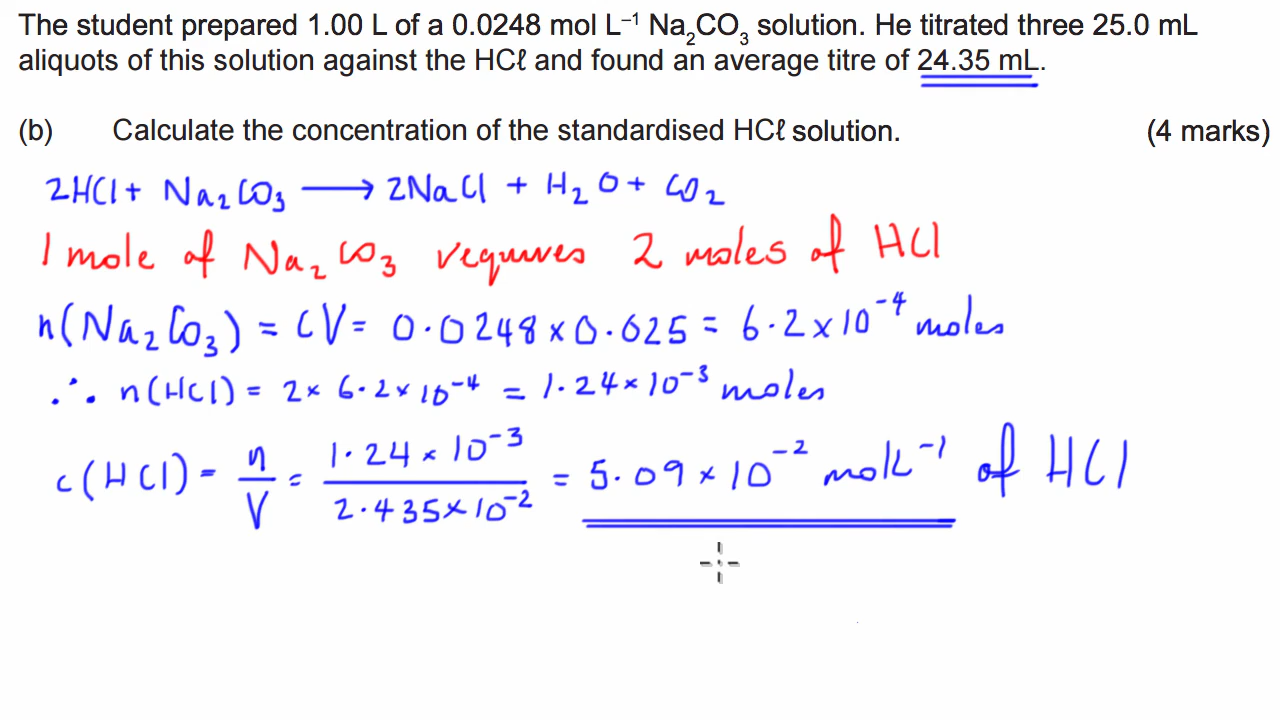 The student prepared 1.00 L of a 0.0248 mol L⁻¹ Na₂CO₃ solution. He titrated three 25.0 mL
aliquots of this solution against the HCℓ and found an average titre of 24.35 mL.
(b) Calculate the concentration of the standardised HCℓ solution. (4 marks)
2HCl + Na₂CO₃ ⟶ 2NaCl + H₂O + CO₂
1 mole of Na₂CO₃ requires 2 moles of HCl
n(Na₂CO₃) = CV = 0.0248 × 0.025 = 6.2 × 10⁻⁴ moles
∴ n(HCl) = 2 × 6.2 × 10⁻⁴ = 1.24 × 10⁻³ moles
c(HCl) = n/V = 1.24 × 10⁻³ / 2.435 × 10⁻² = 5.09 × 10⁻² molL⁻¹ of HCl